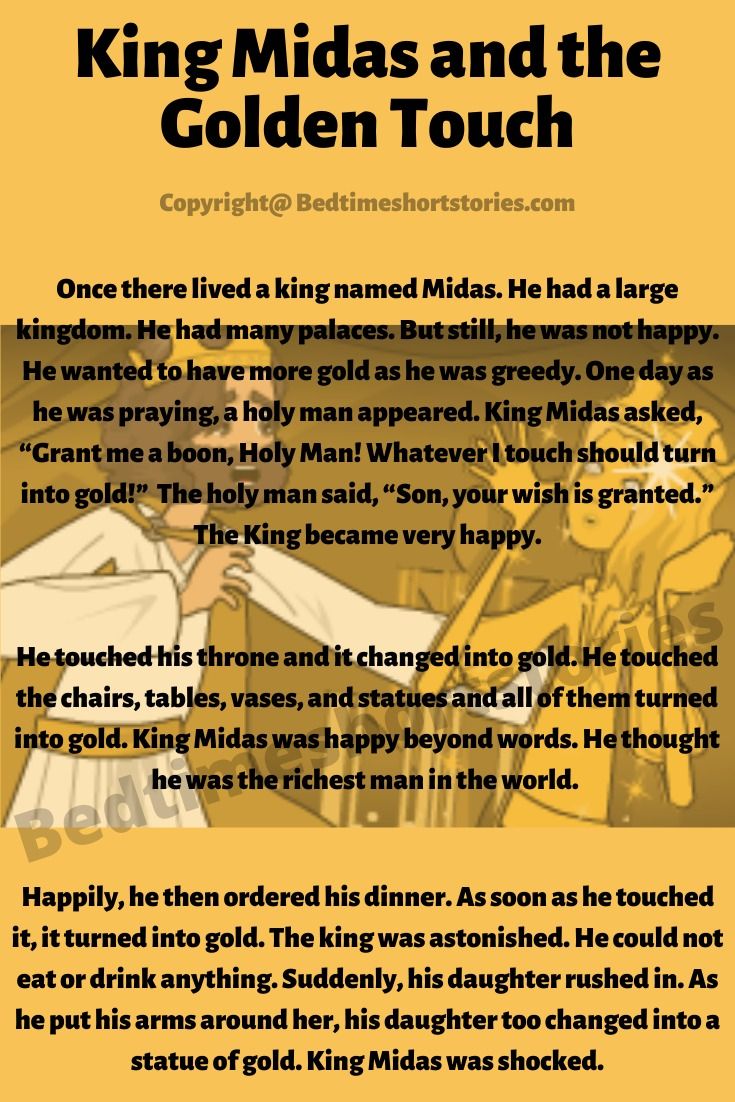 King Midas and the
Golden Touch
Copyright@ Bedtimeshortstories.com
Once there lived a king named Midas. He had a large
kingdom. He had many palaces. But still, he was not happy.
He wanted to have more gold as he was greedy. One day as
he was praying, a holy man appeared. King Midas asked,
“Grant me a boon, Holy Man! Whatever I touch should turn
into gold!” The holy man said, “Son, your wish is granted.”
The King became very happy.
He touched his throne and it changed into gold. He touched
the chairs, tables, vases, and statues and all of them turned
into gold. King Midas was happy beyond words. He thought
he was the richest man in the world.
Bedtimeshortstories
Happily, he then ordered his dinner. As soon as he touched
it, it turned into gold. The king was astonished. He could not
eat or drink anything. Suddenly, his daughter rushed in. As
he put his arms around her, his daughter too changed into a
statue of gold. King Midas was shocked.